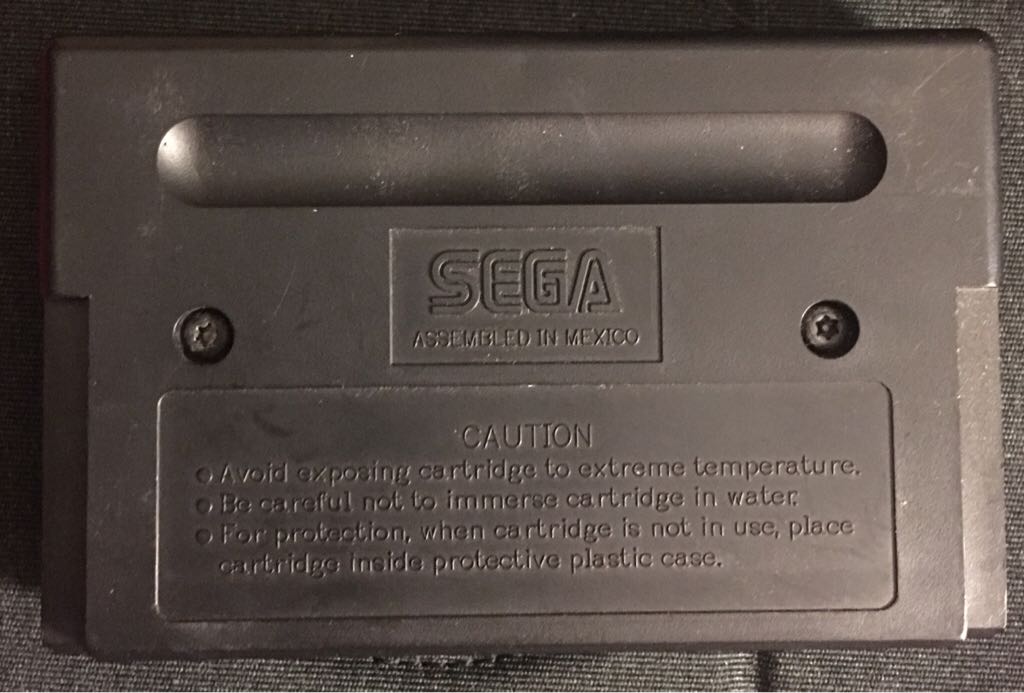 SEGA
ASSEMBLED IN MEXICO
CAUTION
● Avoid exposing cartridge to extreme temperature.
● Be careful not to immerse cartridge in water.
● For protection, when cartridge is not in use, place
cartridge inside protective plastic case.